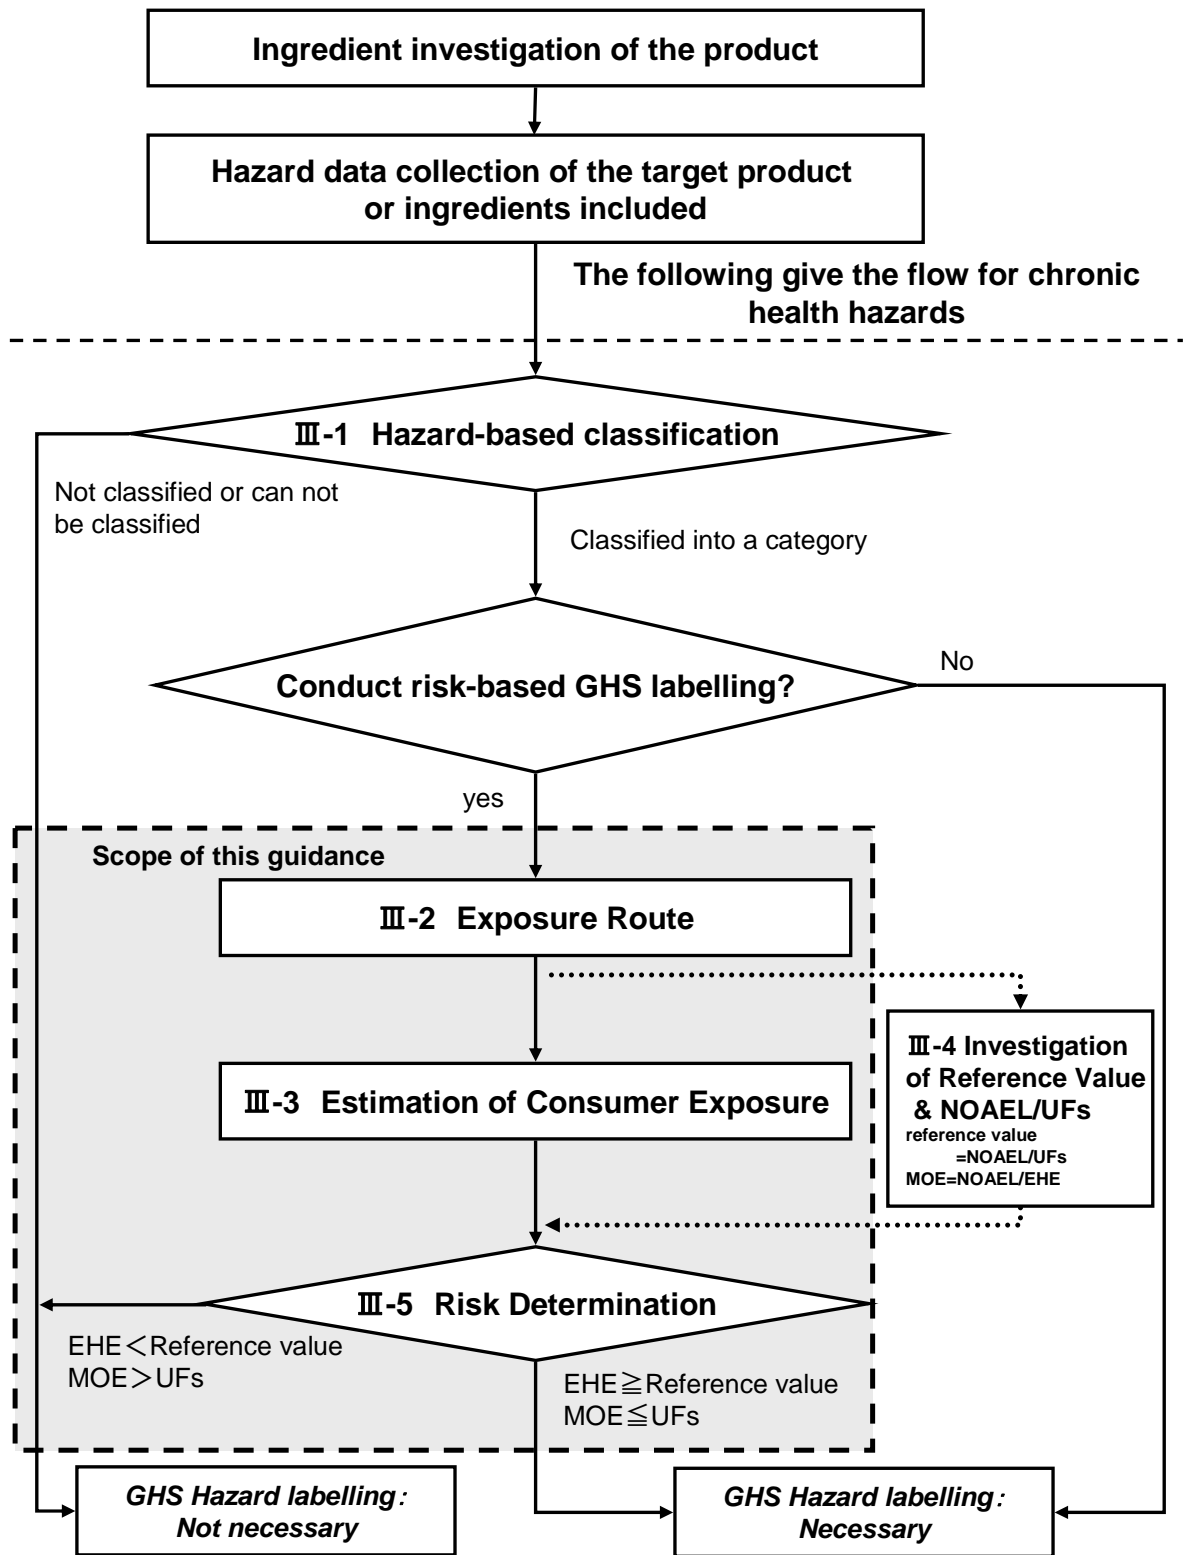 Ingredient investigation of the product
Hazard data collection of the target product
or ingredients included
The following give the flow for chronic
health hazards
Ⅲ-1 Hazard-based classification
Not classified or can not
be classified
Classified into a category
No
Conduct risk-based GHS labelling?
yes
Scope of this guidance
Ⅲ-2 Exposure Route
Ⅲ-4 Investigation
of Reference Value
& NOAEL/UFs
reference value
=NOAEL/UFs
MOE=NOAEL/EHE
Ⅲ-3 Estimation of Consumer Exposure
Ⅲ-5 Risk Determination
EHE＜Reference value
MOE＞UFs
EHE≧Reference value
MOE≦UFs
GHS Hazard labelling：
Not necessary
GHS Hazard labelling：
Necessary